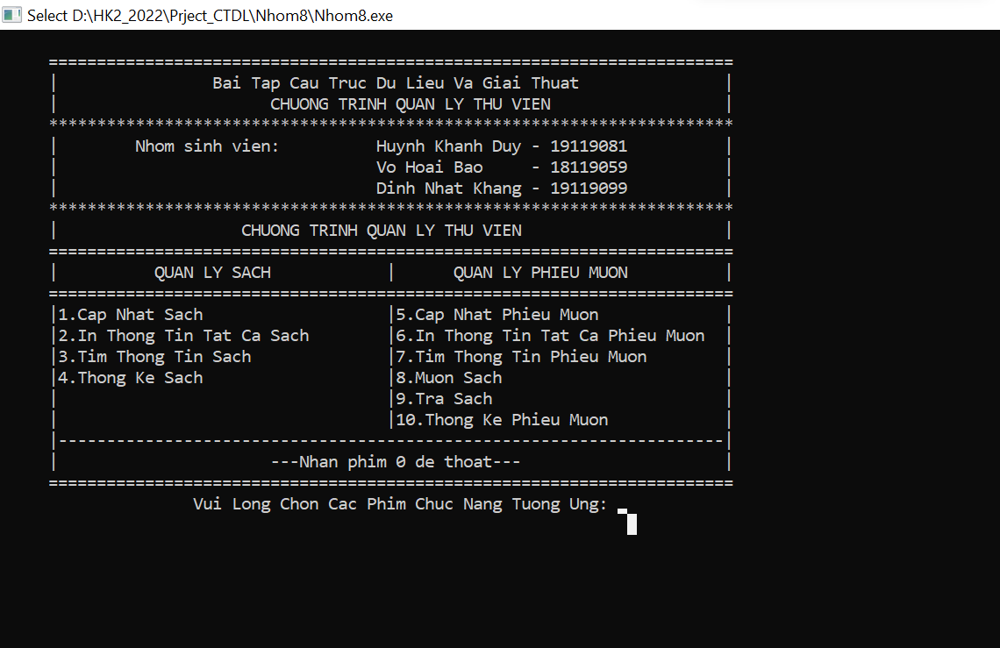 Select D:\HK2_2022\Prject_CTDL\Nhom8\Nhom8.exe
=======================================================================
|                Bai Tap Cau Truc Du Lieu Va Giai Thuat               |
|                      CHUONG TRINH QUAN LY THU VIEN                  |
***********************************************************************
|        Nhom sinh vien:          Huynh Khanh Duy - 19119081          |
|                                 Vo Hoai Bao     - 18119059          |
|                                 Dinh Nhat Khang - 19119099          |
***********************************************************************
|                   CHUONG TRINH QUAN LY THU VIEN                     |
=======================================================================
|          QUAN LY SACH            |      QUAN LY PHIEU MUON          |
=======================================================================
|1.Cap Nhat Sach                   |5.Cap Nhat Phieu Muon             |
|2.In Thong Tin Tat Ca Sach        |6.In Thong Tin Tat Ca Phieu Muon  |
|3.Tim Thong Tin Sach              |7.Tim Thong Tin Phieu Muon        |
|4.Thong Ke Sach                   |8.Muon Sach                       |
|                                  |9.Tra Sach                        |
|                                  |10.Thong Ke Phieu Muon            |
|---------------------------------------------------------------------|
|                      ---Nhan phim 0 de thoat---                     |
=======================================================================
Vui Long Chon Cac Phim Chuc Nang Tuong Ung: